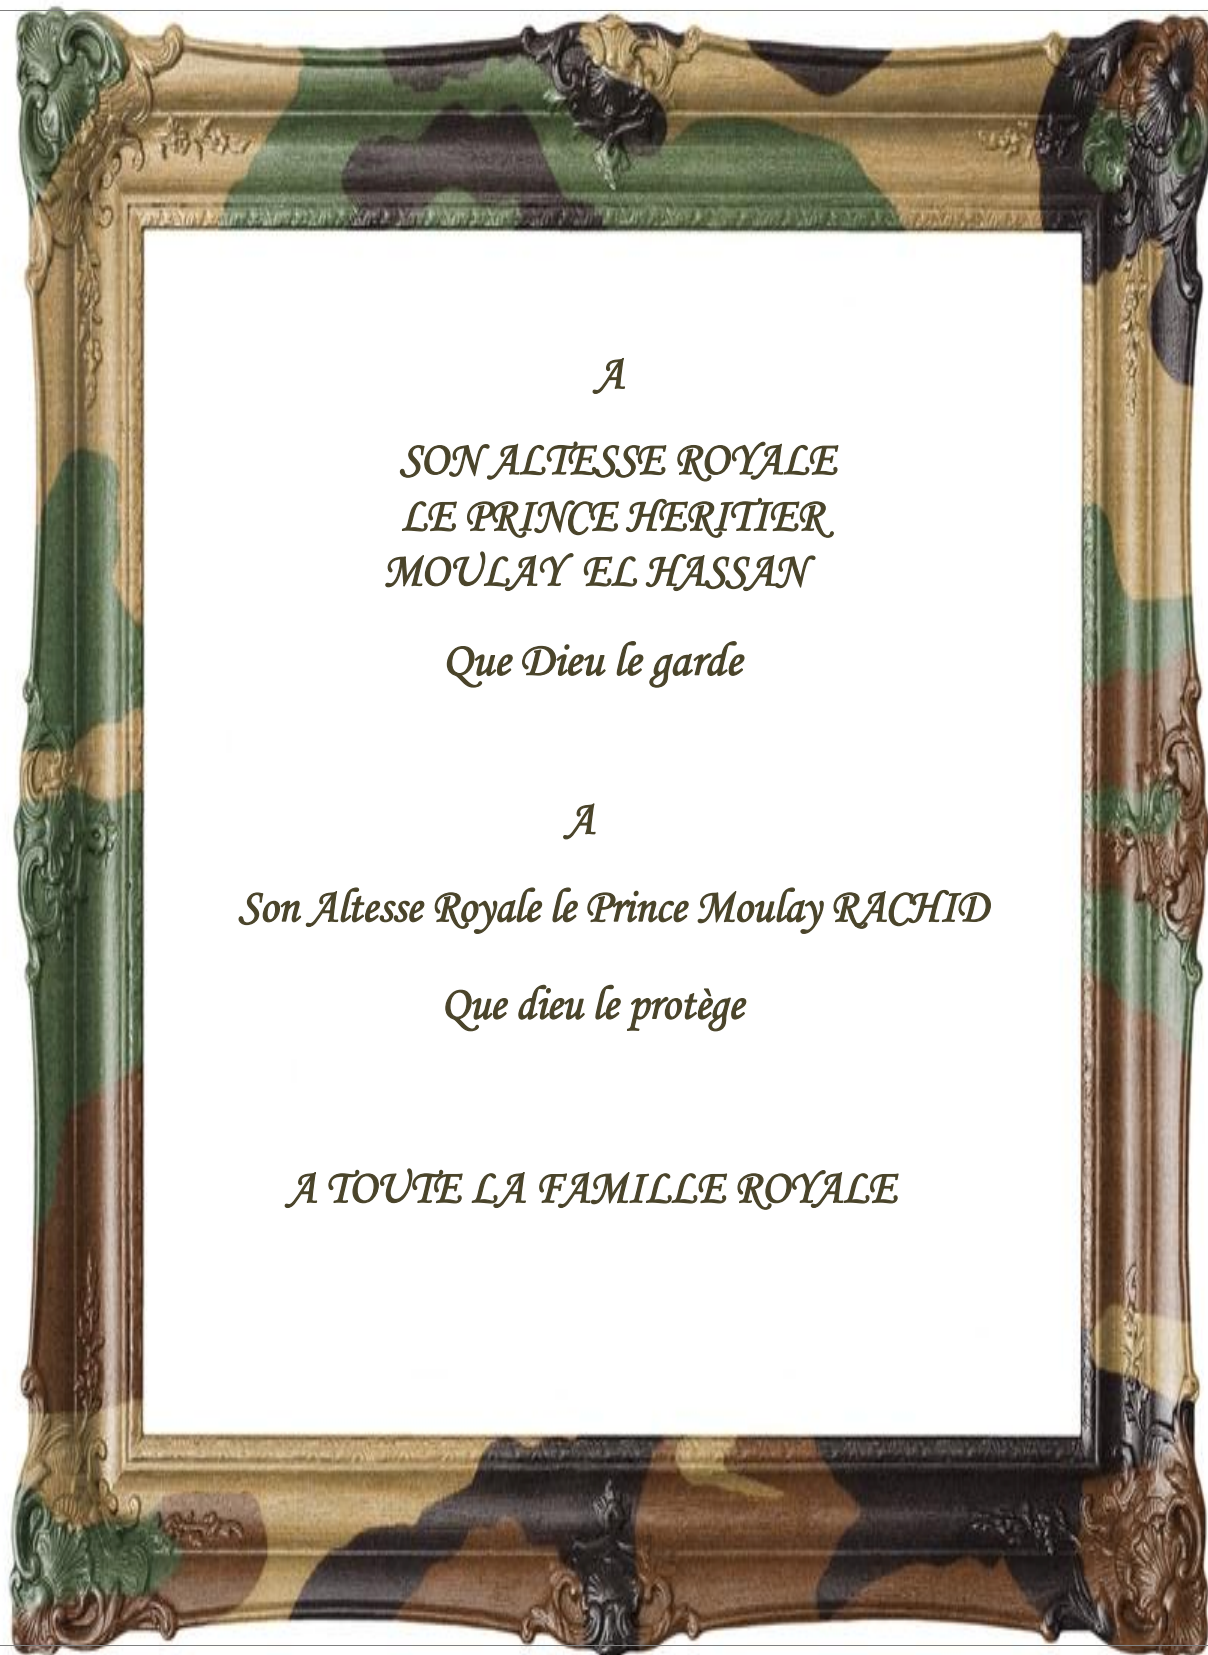 A
SON ALTESSE ROYALE
LE PRINCE HERITIER
MOULAY EL HASSAN
Que Dieu le garde
A
Son Altesse Royale le Prince Moulay RACHID
Que dieu le protège
A TOUTE LA FAMILLE ROYALE